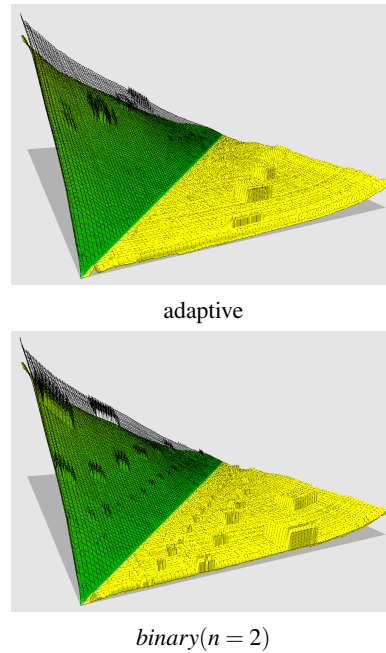 adaptive
binary(n = 2)